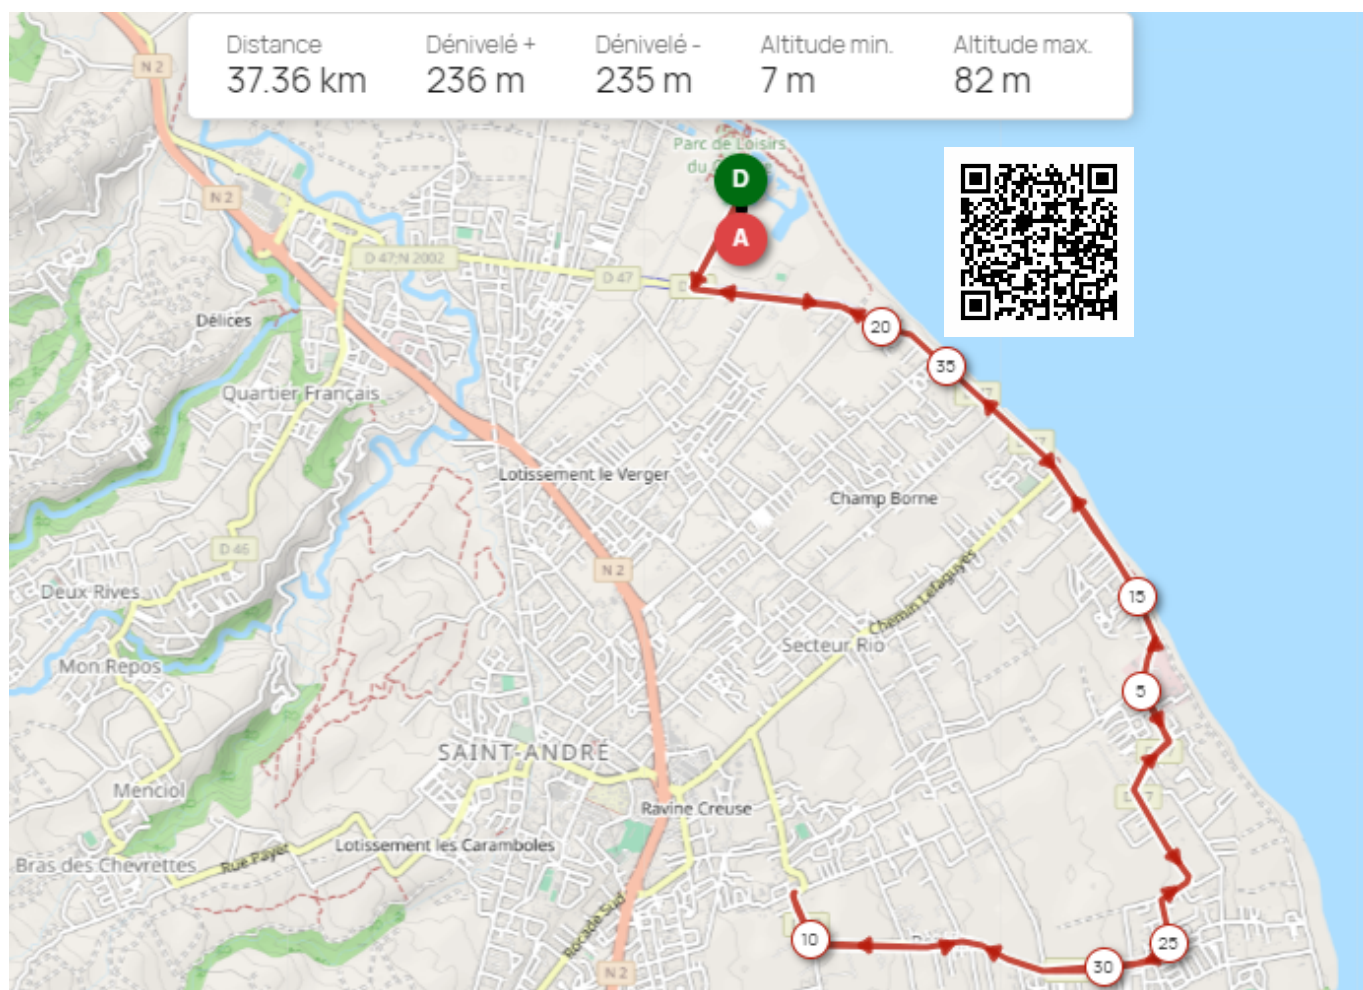 Distance
37.36 km
Dénivelé +
236 m
Dénivelé -
235 m
Altitude min.
7 m
Altitude max.
82 m
N 2
Parc de Loisirs
du
D
A
N 2
D 47;N 2002
D 47
Délices
20
35
Quartier Français
Lotissement le Verger
Champ Borne
D 46
N 2
Deux Rives
Chemin Lefaguyes
15
Secteur Rio
Mon Repos
5
SAINT-ANDRÉ
Menciol
Ravine Creuse
Lotissement les Caramboles
Bras des Chevrettes
Rue Payet
Rocade Sud
10
25
30
N 2